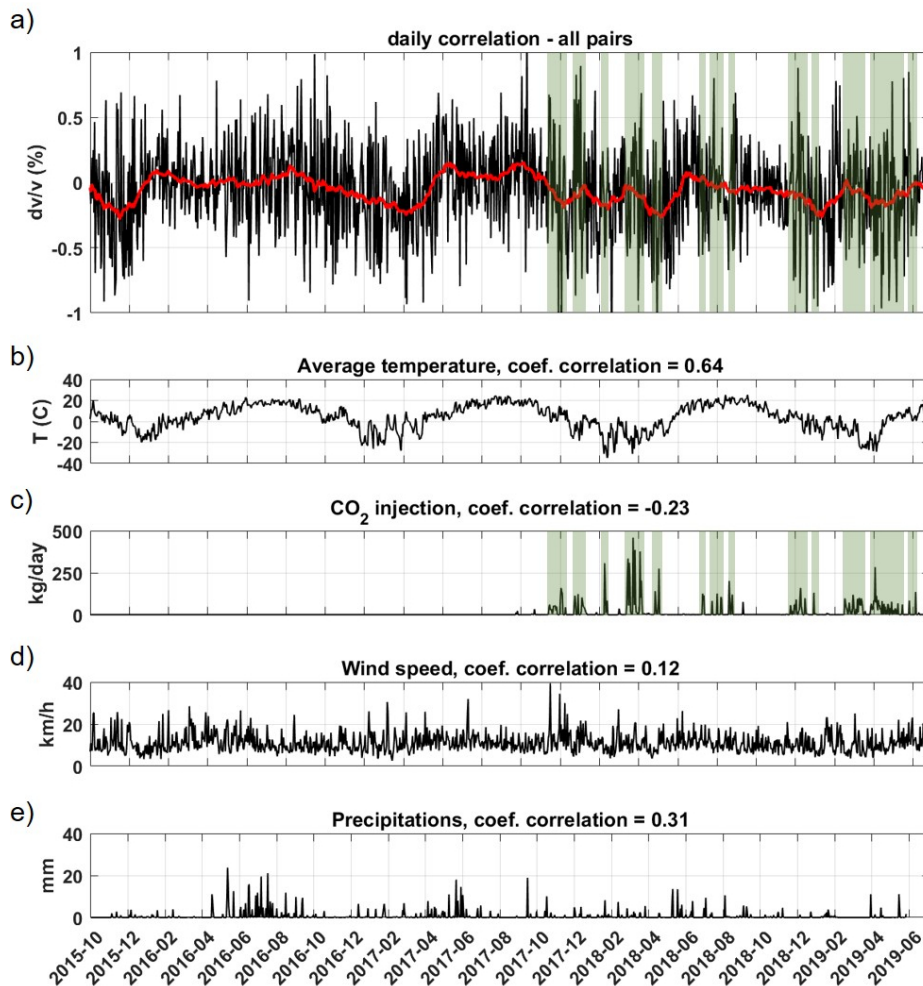 a)
daily correlation - all pairs
dv/v (%)
1
0.5
0
-0.5
-1
b)
Average temperature, coef. correlation = 0.64
T (C)
40
20
0
-20
-40
c)
CO₂ injection, coef. correlation = -0.23
kg/day
500
250
0
d)
Wind speed, coef. correlation = 0.12
km/h
40
20
0
e)
Precipitations, coef. correlation = 0.31
mm
40
20
0
2015-10
2015-12
2016-02
2016-04
2016-06
2016-08
2016-10
2016-12
2017-02
2017-04
2017-06
2017-08
2017-10
2017-12
2018-02
2018-04
2018-06
2018-08
2018-10
2018-12
2019-02
2019-04
2019-06